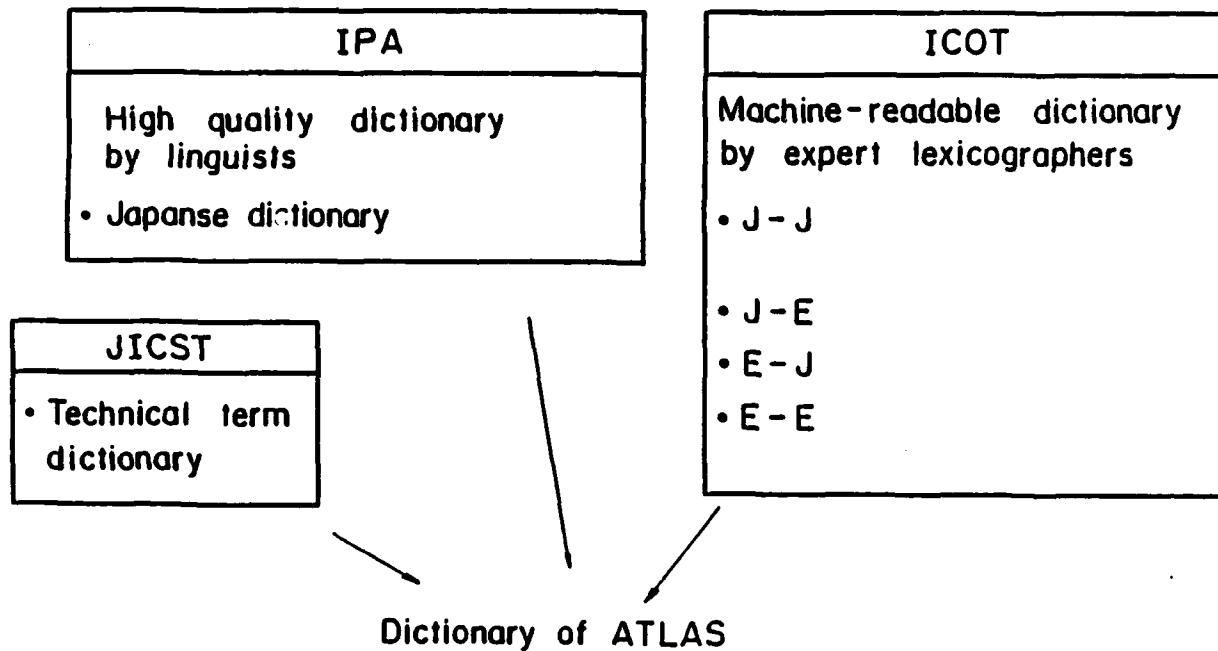 IPA
High quality dictionary
by linguists
• Japanse dictionary
ICOT
Machine-readable dictionary
by expert lexicographers
• J-J
• J-E
• E-J
• E-E
JICST
• Technical term
dictionary
Dictionary of ATLAS